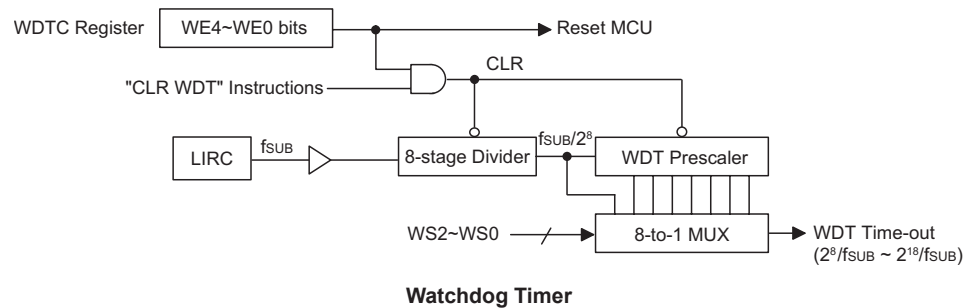 WDTC Register
WE4~WE0 bits
Reset MCU
CLR
"CLR WDT" Instructions
LIRC
fSUB
8-stage Divider
fSUB/2⁸
WDT Prescaler
WS2~WS0
8-to-1 MUX
WDT Time-out
(2⁸/fSUB ~ 2¹⁸/fSUB)
Watchdog Timer